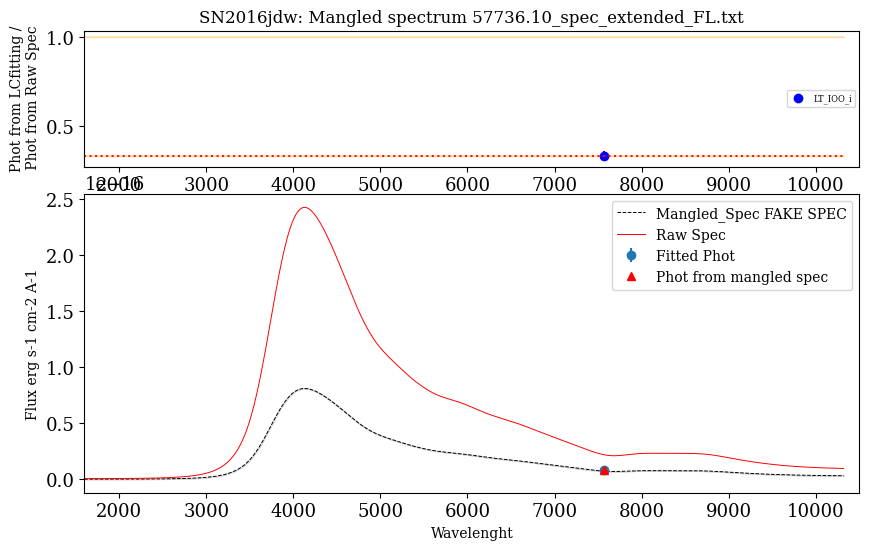 SN2016jdw: Mangled spectrum 57736.10_spec_extended_FL.txt
Phot from LCfitting /
Phot from Raw Spec
1.0
0.5
LT_IOO_i
2000 3000 4000 5000 6000 7000 8000 9000 10000
1e−16
2.5
2.0
1.5
1.0
0.5
0.0
Flux erg s-1 cm-2 A-1
Mangled_Spec FAKE SPEC
Raw Spec
Fitted Phot
Phot from mangled spec
2000 3000 4000 5000 6000 7000 8000 9000 10000
Wavelenght